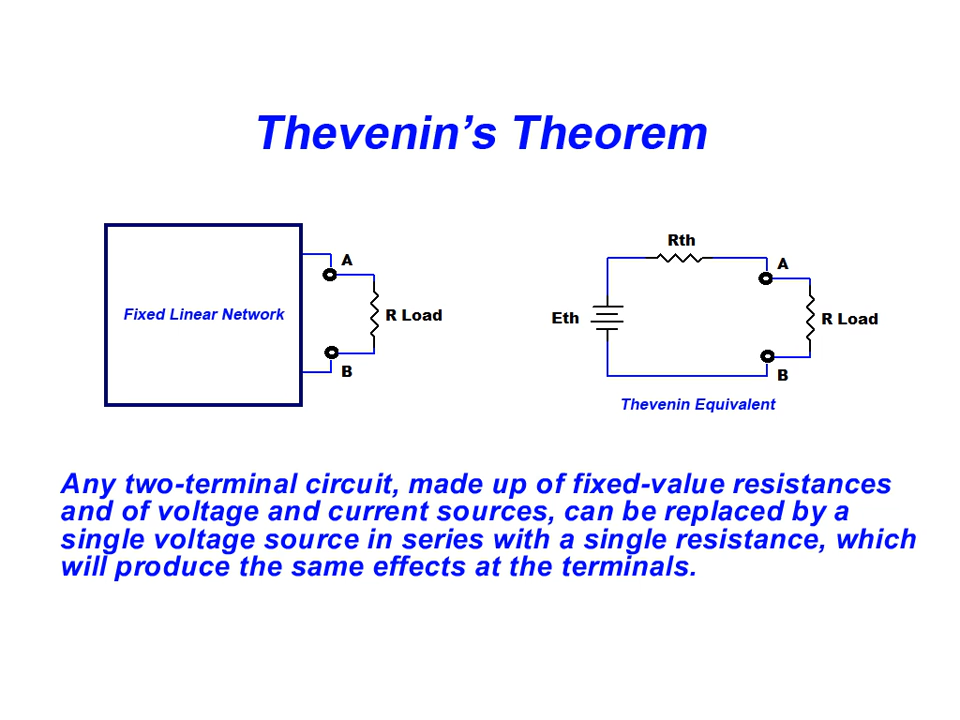 Thevenin’s Theorem
A
Fixed Linear Network
R Load
B
Rth
A
Eth
R Load
B
Thevenin Equivalent
Any two-terminal circuit, made up of fixed-value resistances
and of voltage and current sources, can be replaced by a
single voltage source in series with a single resistance, which
will produce the same effects at the terminals.